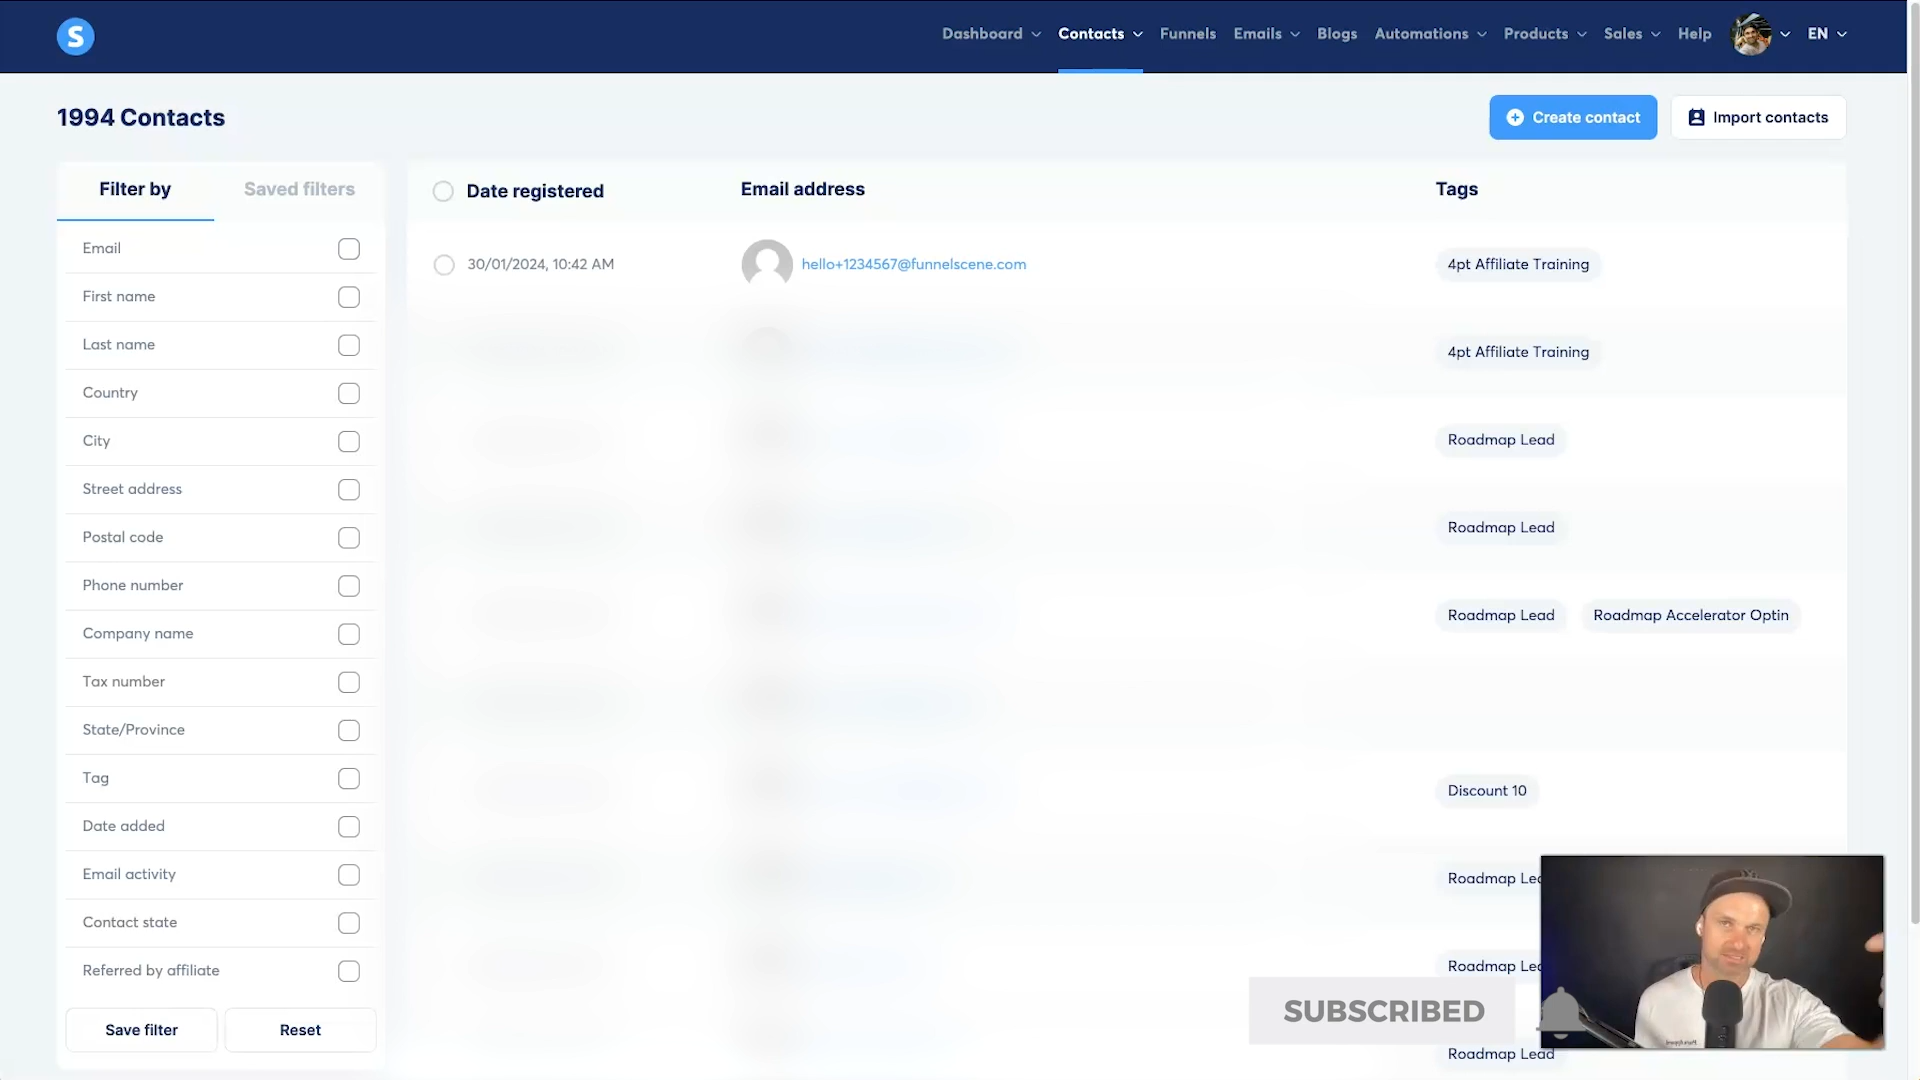 S
Dashboard Contacts Funnels Emails Blogs Automations Products Sales Help EN
1994 Contacts
Create contact
Import contacts
Filter by
Saved filters
Email
First name
Last name
Country
City
Street address
Postal code
Phone number
Company name
Tax number
State/Province
Tag
Date added
Email activity
Contact state
Referred by affiliate
Save filter
Reset
Date registered Email address Tags
30/01/2024, 10:42 AM hello+1234567@funnelscene.com 4pt Affiliate Training
4pt Affiliate Training
Roadmap Lead
Roadmap Lead
Roadmap Lead Roadmap Accelerator Optin
Discount 10
Roadmap Lea
Roadmap Lea
Roadmap Lead
SUBSCRIBED